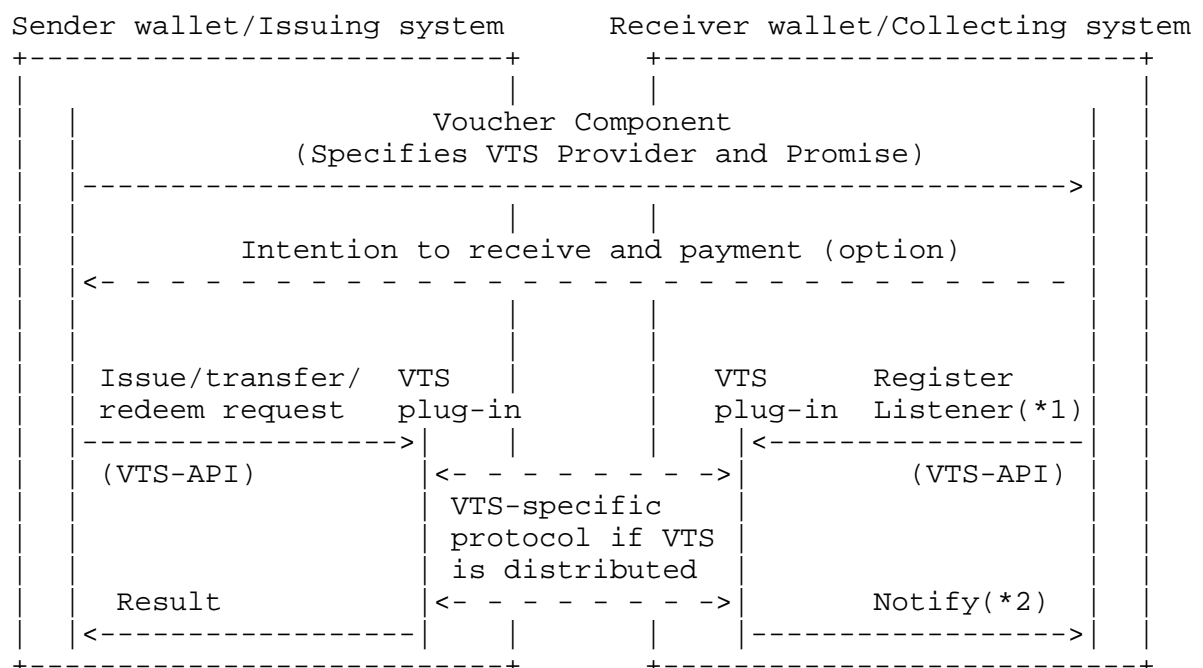 Sender wallet/Issuing system Receiver wallet/Collecting system
Voucher Component
(Specifies VTS Provider and Promise)
Intention to receive and payment (option)
Issue/transfer/ VTS VTS Register
redeem request plug-in plug-in Listener(*1)
(VTS-API) (VTS-API)
VTS-specific
protocol if VTS
is distributed
Result Notify(*2)